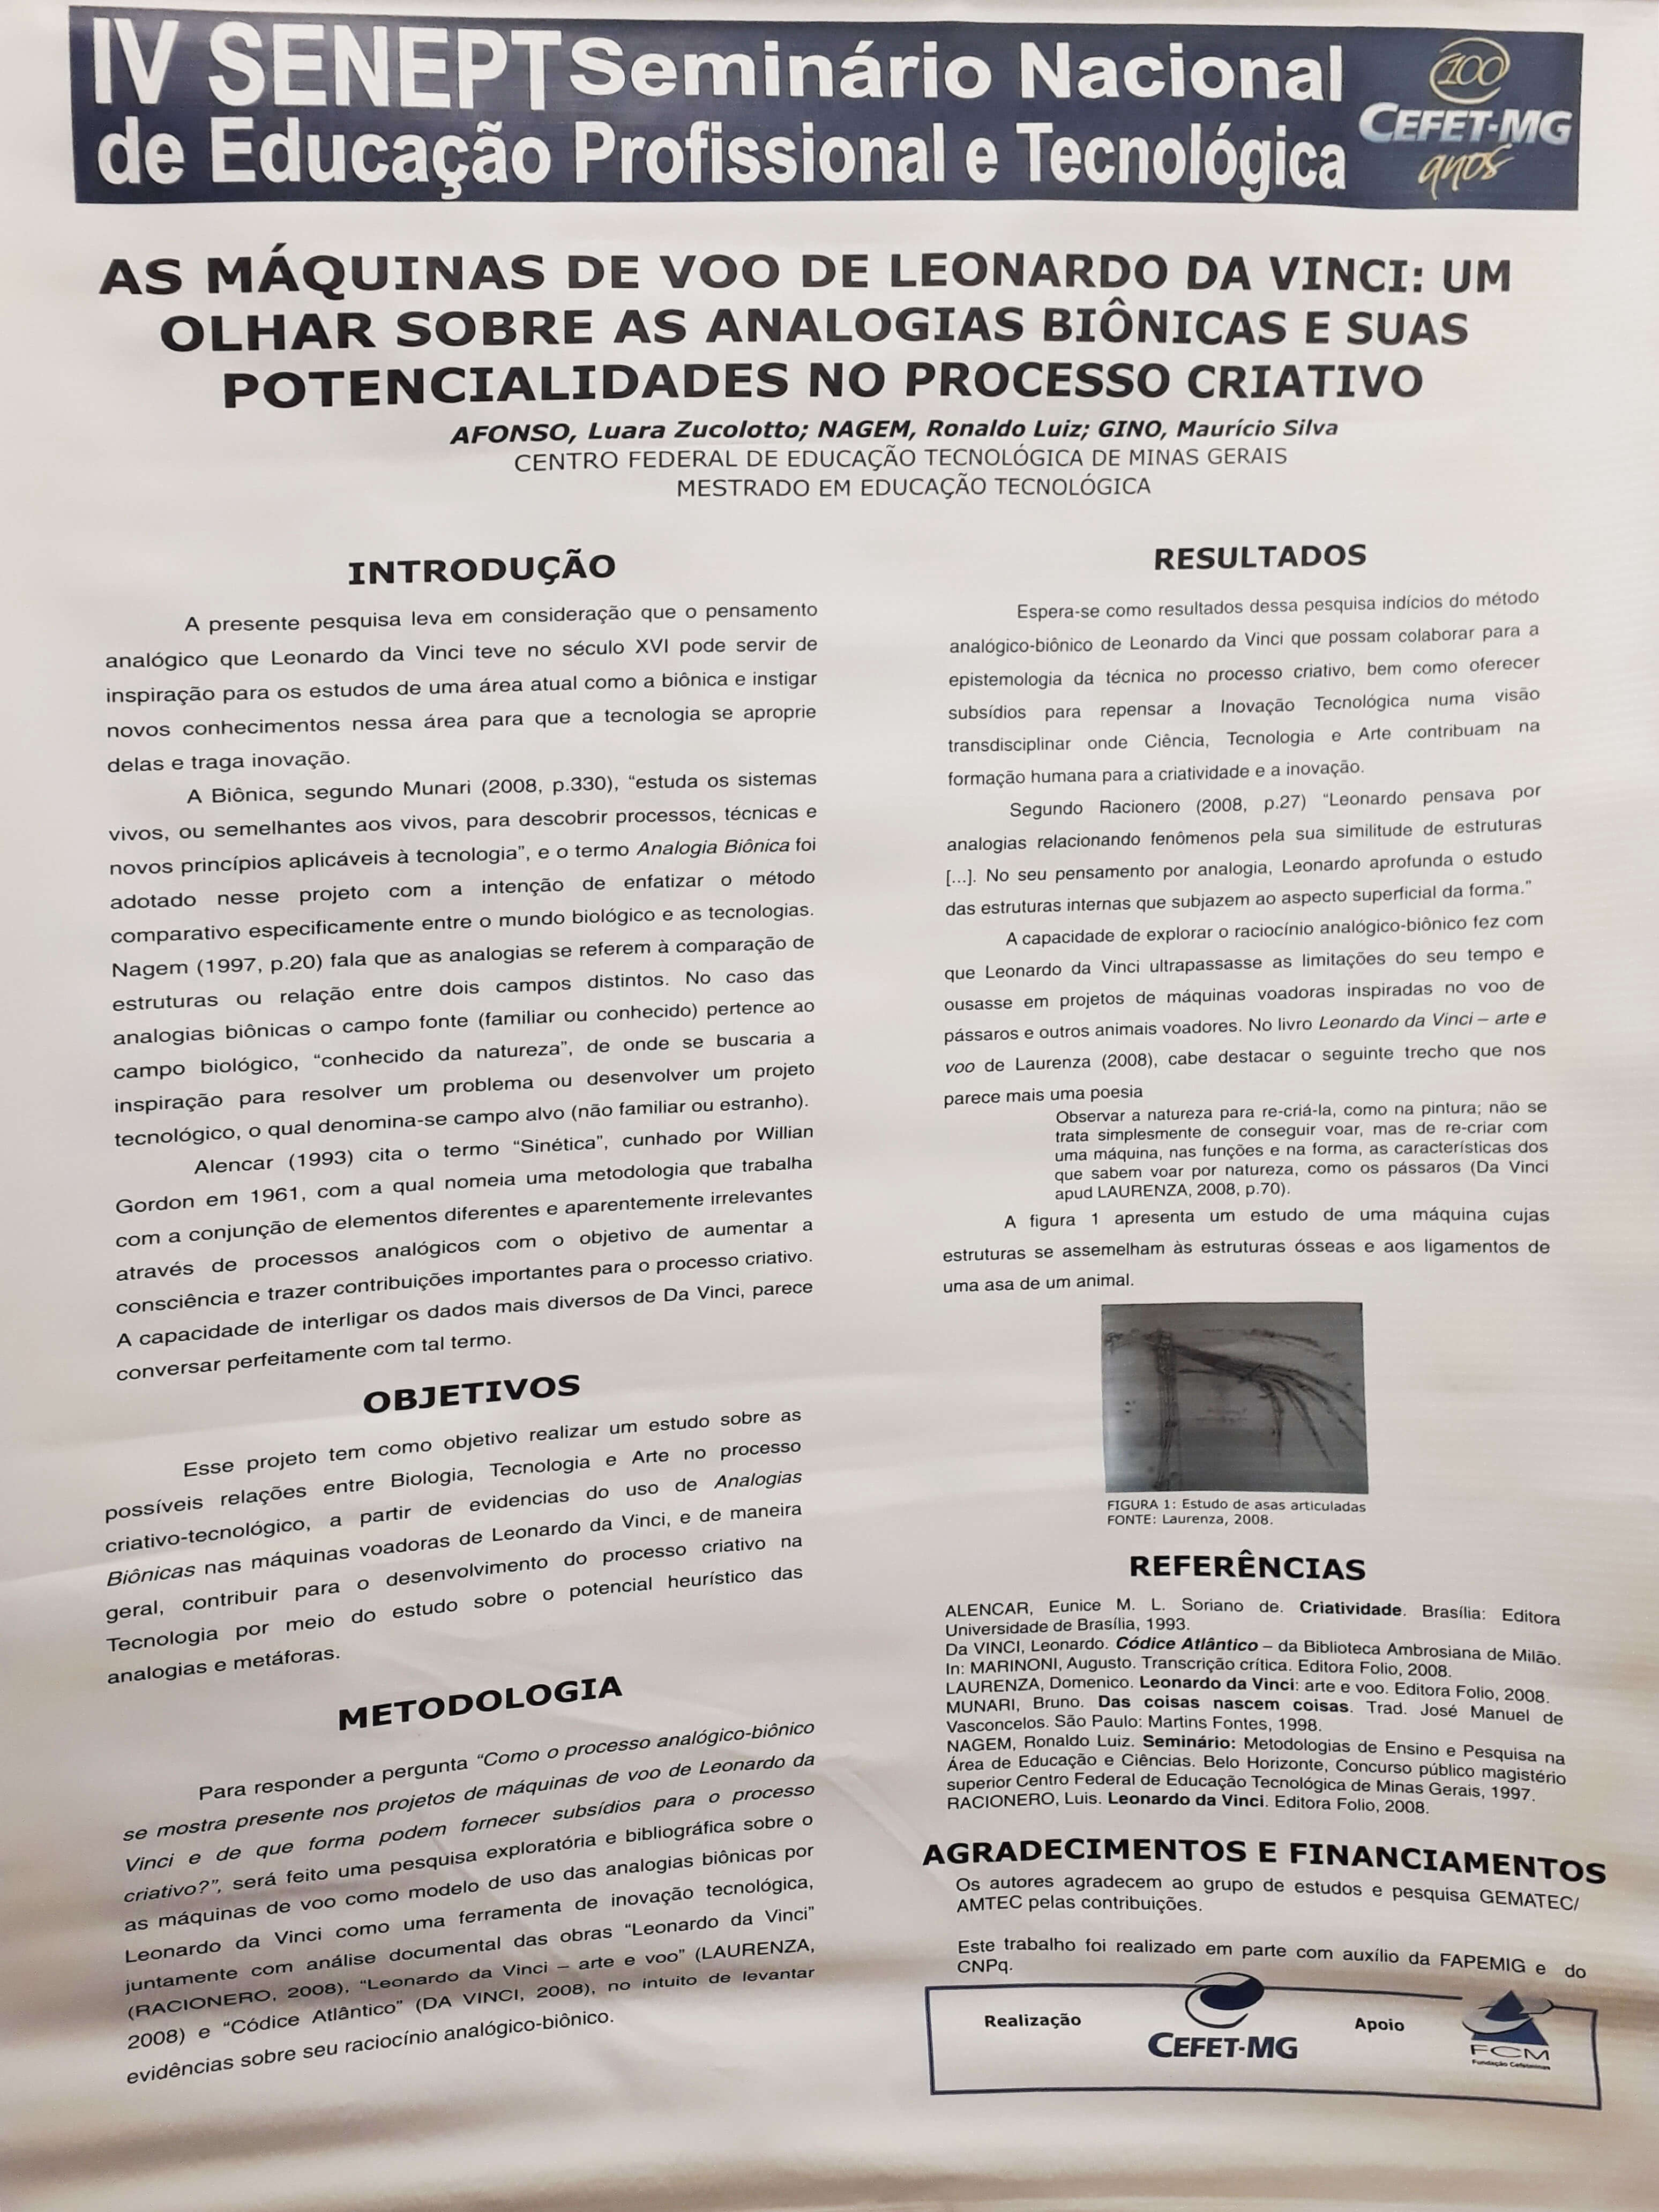 IV SENEPT Seminário Nacional
de Educação Profissional e Tecnológica
100
CEFET-MG
anos
AS MÁQUINAS DE VOO DE LEONARDO DA VINCI: UM
OLHAR SOBRE AS ANALOGIAS BIÔNICAS E SUAS
POTENCIALIDADES NO PROCESSO CRIATIVO
AFONSO, Luara Zucolotto; NAGEM, Ronaldo Luiz; GINO, Maurício Silva
CENTRO FEDERAL DE EDUCAÇÃO TECNOLÓGICA DE MINAS GERAIS
MESTRADO EM EDUCAÇÃO TECNOLÓGICA
INTRODUÇÃO
A presente pesquisa leva em consideração que o pensamento
analógico que Leonardo da Vinci teve no século XVI pode servir de
inspiração para os estudos de uma área atual como a biônica e instigar
novos conhecimentos nessa área para que a tecnologia se aproprie
delas e traga inovação.
A Biônica, segundo Munari (2008, p.330), “estuda os sistemas
vivos, ou semelhantes aos vivos, para descobrir processos, técnicas e
novos princípios aplicáveis à tecnologia”, e o termo Analogia Biônica foi
adotado nesse projeto com a intenção de enfatizar o método
comparativo especificamente entre o mundo biológico e as tecnologias.
Nagem (1997, p.20) fala que as analogias se referem à comparação de
estruturas ou relação entre dois campos distintos. No caso das
analogias biônicas o campo fonte (familiar ou conhecido) pertence ao
campo biológico, “conhecido da natureza”, de onde se buscaria a
inspiração para resolver um problema ou desenvolver um projeto
tecnológico, o qual denomina-se campo alvo (não familiar ou estranho).
Alencar (1993) cita o termo “Sinética”, cunhado por Willian
Gordon em 1961, com a qual nomeia uma metodologia que trabalha
com a conjunção de elementos diferentes e aparentemente irrelevantes
através de processos analógicos com o objetivo de aumentar a
consciência e trazer contribuições importantes para o processo criativo.
A capacidade de interligar os dados mais diversos de Da Vinci, parece
conversar perfeitamente com tal termo.
OBJETIVOS
Esse projeto tem como objetivo realizar um estudo sobre as
possíveis relações entre Biologia, Tecnologia e Arte no processo
criativo-tecnológico, a partir de evidencias do uso de Analogias
Biônicas nas máquinas voadoras de Leonardo da Vinci, e de maneira
geral, contribuir para o desenvolvimento do processo criativo na
Tecnologia por meio do estudo sobre o potencial heurístico das
analogias e metáforas.
METODOLOGIA
Para responder a pergunta “Como o processo analógico-biônico
se mostra presente nos projetos de máquinas de voo de Leonardo da
Vinci e de que forma podem fornecer subsídios para o processo
criativo?”, será feito uma pesquisa exploratória e bibliográfica sobre o
as máquinas de voo como modelo de uso das analogias biônicas por
Leonardo da Vinci como uma ferramenta de inovação tecnológica,
juntamente com análise documental das obras “Leonardo da Vinci”
(RACIONERO, 2008), “Leonardo da Vinci – arte e voo” (LAURENZA,
2008) e “Códice Atlântico” (DA VINCI, 2008), no intuito de levantar
evidências sobre seu raciocínio analógico-biônico.
RESULTADOS
Espera-se como resultados dessa pesquisa indícios do método
analógico-biônico de Leonardo da Vinci que possam colaborar para a
epistemologia da técnica no processo criativo, bem como oferecer
subsídios para repensar a Inovação Tecnológica numa visão
transdisciplinar onde Ciência, Tecnologia e Arte contribuam na
formação humana para a criatividade e a inovação.
Segundo Racionero (2008, p.27) “Leonardo pensava por
analogias relacionando fenômenos pela sua similitude de estruturas
[...]. No seu pensamento por analogia, Leonardo aprofunda o estudo
das estruturas internas que subjazem ao aspecto superficial da forma.”
A capacidade de explorar o raciocínio analógico-biônico fez com
que Leonardo da Vinci ultrapassasse as limitações do seu tempo e
ousasse em projetos de máquinas voadoras inspiradas no voo de
pássaros e outros animais voadores. No livro Leonardo da Vinci – arte e
voo de Laurenza (2008), cabe destacar o seguinte trecho que nos
parece mais uma poesia
Observar a natureza para re-criá-la, como na pintura; não se
trata simplesmente de conseguir voar, mas de re-criar com
uma máquina, nas funções e na forma, as características dos
que sabem voar por natureza, como os pássaros (Da Vinci
apud LAURENZA, 2008, p.70).
A figura 1 apresenta um estudo de uma máquina cujas
estruturas se assemelham às estruturas ósseas e aos ligamentos de
uma asa de um animal.
FIGURA 1: Estudo de asas articuladas
FONTE: Laurenza, 2008.
REFERÊNCIAS
ALENCAR, Eunice M. L. Soriano de. Criatividade. Brasília: Editora
Universidade de Brasília, 1993.
Da VINCI, Leonardo. Códice Atlântico – da Biblioteca Ambrosiana de Milão.
In: MARINONI, Augusto. Transcrição crítica. Editora Folio, 2008.
LAURENZA, Domenico. Leonardo da Vinci: arte e voo. Editora Folio, 2008.
MUNARI, Bruno. Das coisas nascem coisas. Trad. José Manuel de
Vasconcelos. São Paulo: Martins Fontes, 1998.
NAGEM, Ronaldo Luiz. Seminário: Metodologias de Ensino e Pesquisa na
Área de Educação e Ciências. Belo Horizonte, Concurso público magistério
superior Centro Federal de Educação Tecnológica de Minas Gerais, 1997.
RACIONERO, Luis. Leonardo da Vinci. Editora Folio, 2008.
AGRADECIMENTOS E FINANCIAMENTOS
Os autores agradecem ao grupo de estudos e pesquisa GEMATEC/
AMTEC pelas contribuições.
Este trabalho foi realizado em parte com auxílio da FAPEMIG e do
CNPq.
Realização
CEFET-MG
Apoio
FCM
Fundação Cefetminas